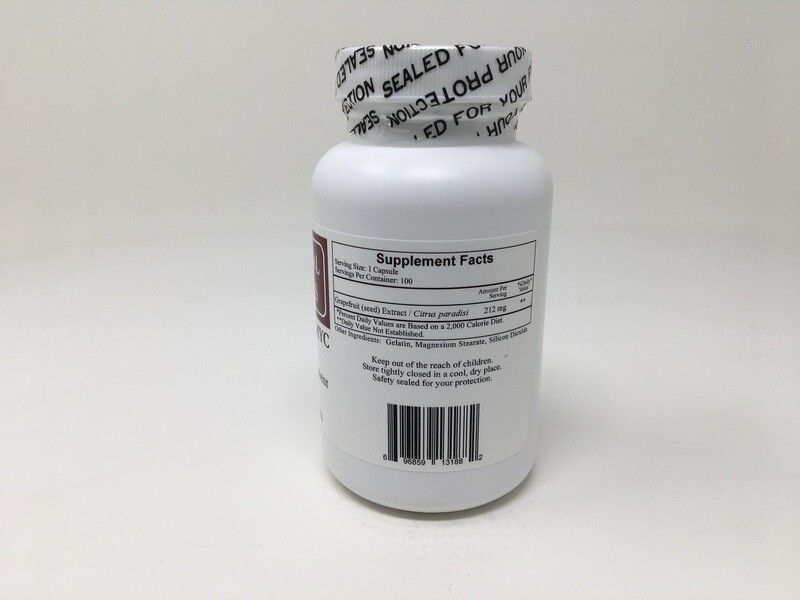 SEALED FOR YOUR
PROTECTION
SEALED FOR YOUR
Supplement Facts
Serving Size: 1 Capsule
Servings Per Container: 100
Amount Per Serving
%Daily* Value
Grapefruit (seed) Extract / Citrus paradisi 212 mg **
*Percent Daily Values are Based on a 2,000 Calorie Diet.
**Daily Value Not Established.
Other Ingredients: Gelatin, Magnesium Stearate, Silicon Dioxide
Keep out of the reach of children.
Store tightly closed in a cool, dry place.
Safety sealed for your protection.
6 96859 13188 2